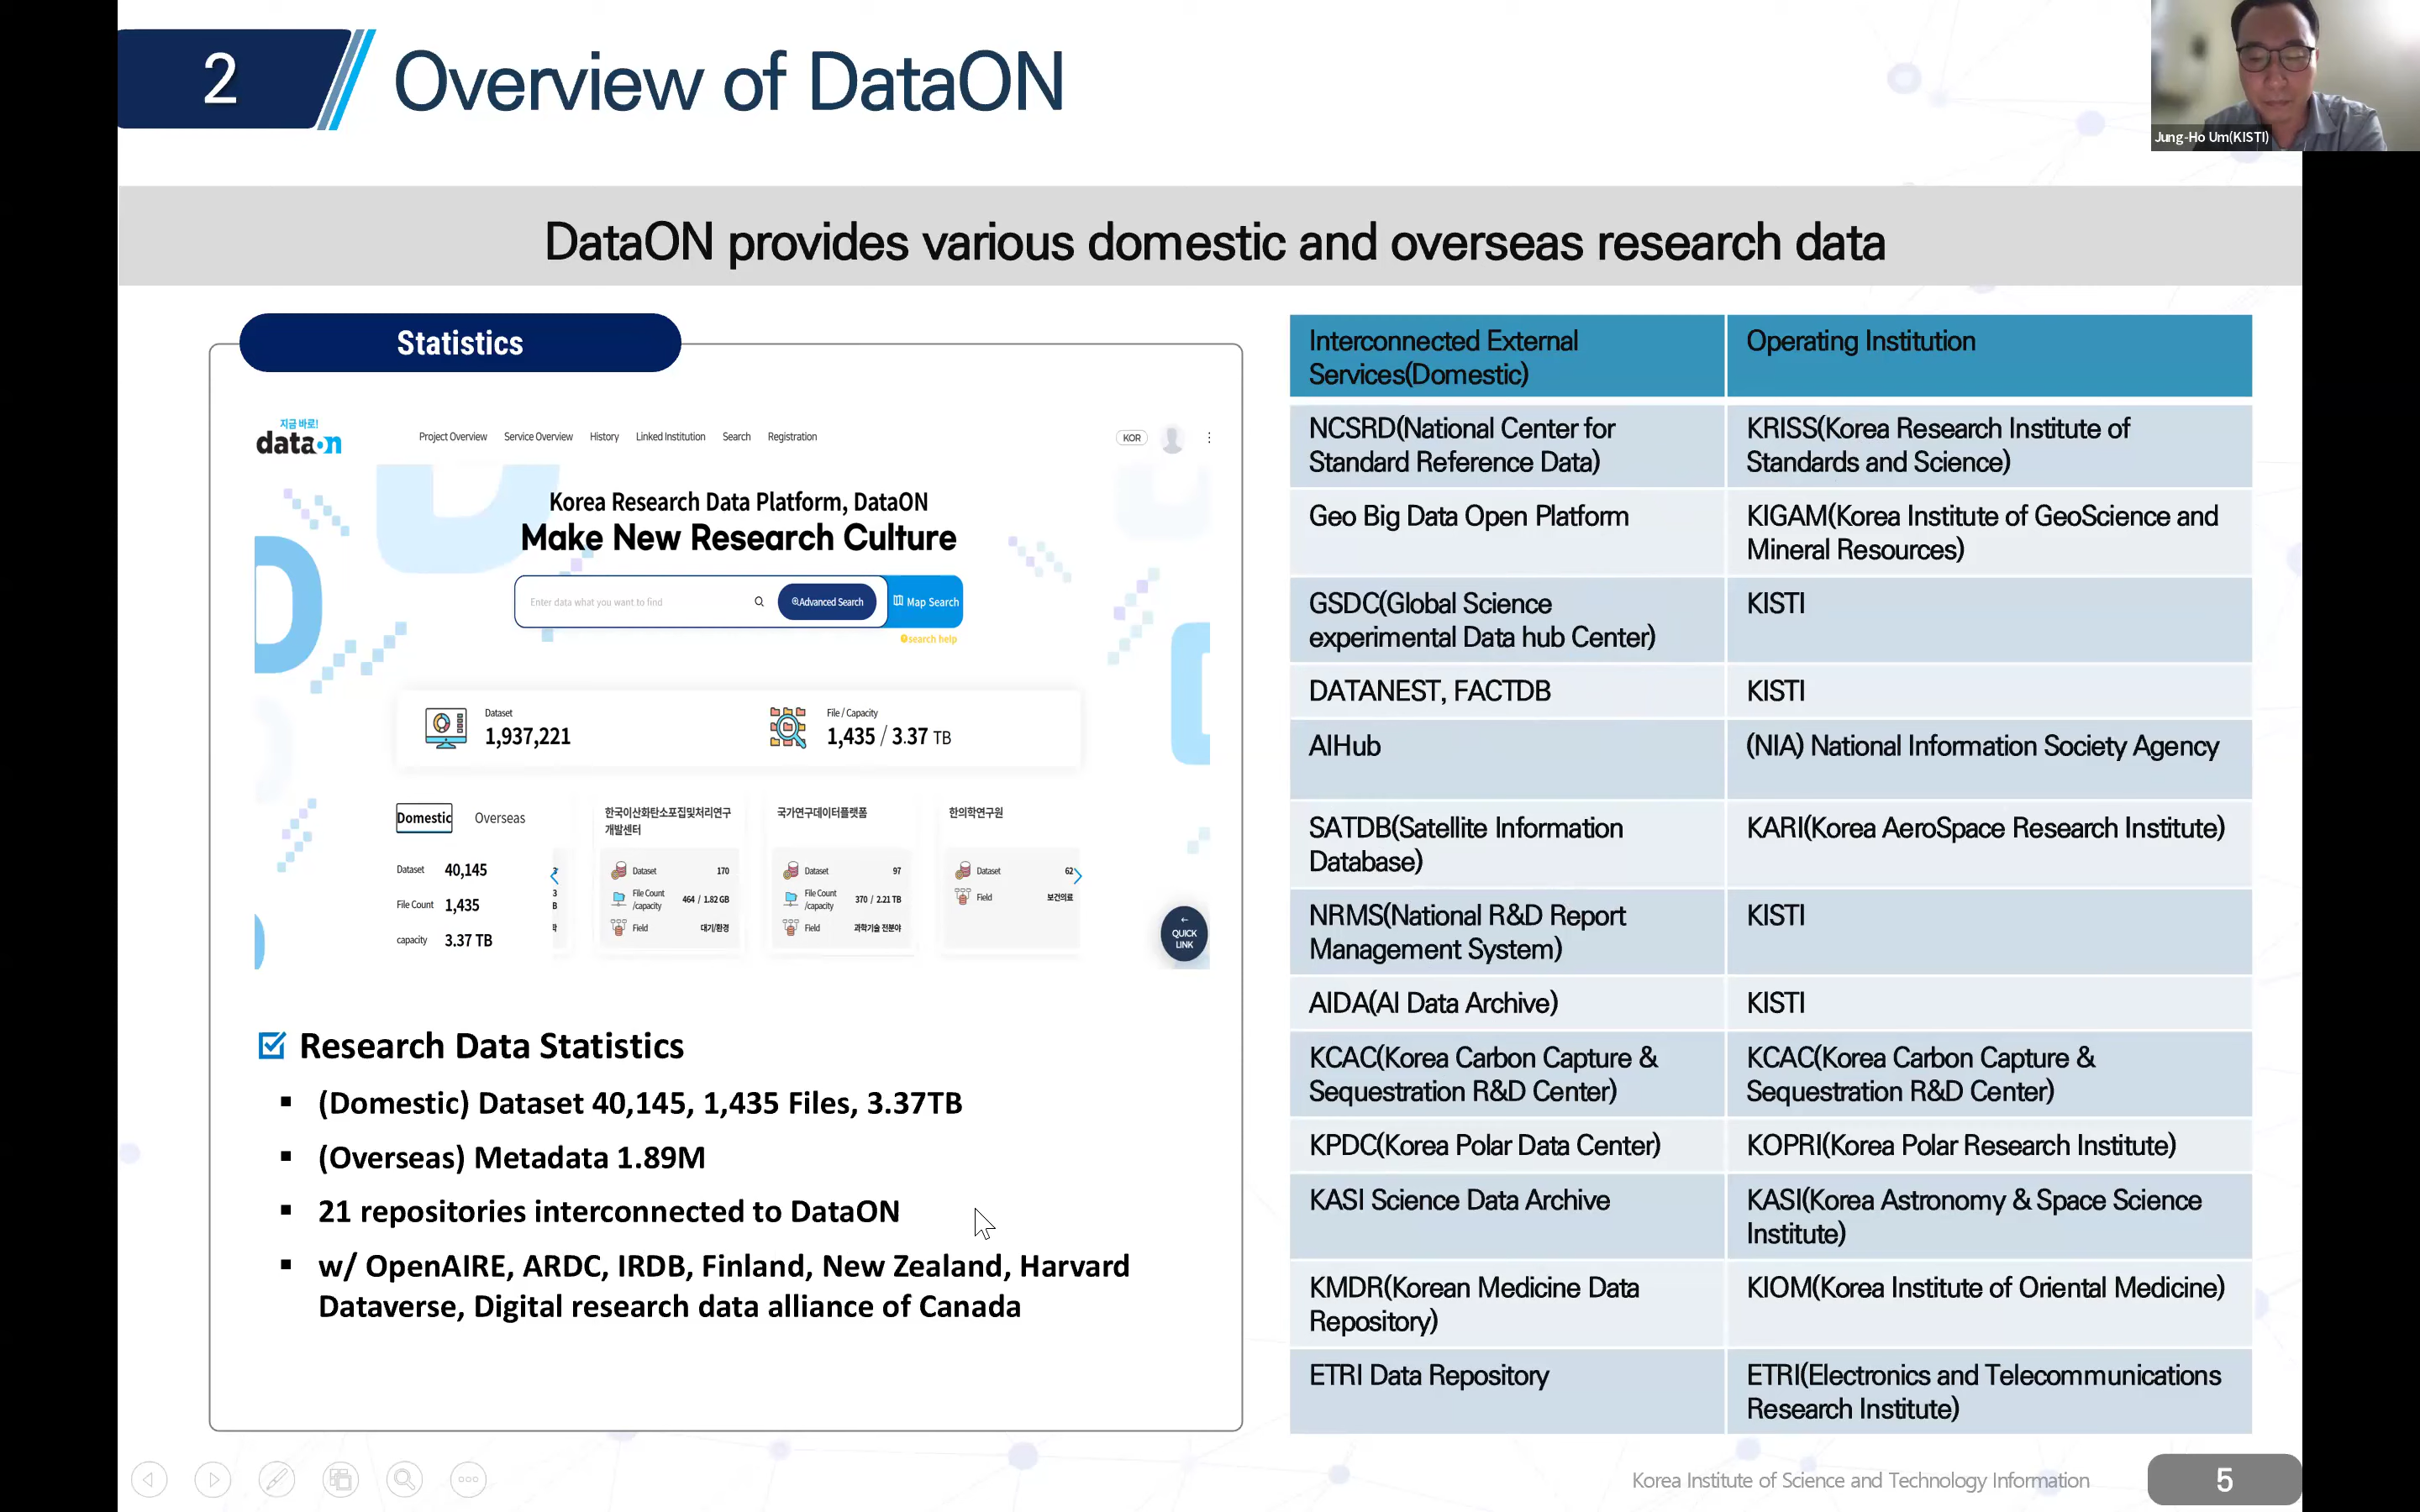 2
Overview of DataON
Jung-Ho Um(KISTI)
DataON provides various domestic and overseas research data
Statistics
지금 바로!
dataon
Project Overview Service Overview History Linked Institution Search Registration
KOR
Korea Research Data Platform, DataON
Make New Research Culture
Enter data what you want to find
Advanced Search
Map Search
search help
Dataset
1,937,221
File / Capacity
1,435 / 3.37 TB
Domestic Overseas
Dataset 40,145
File Count 1,435
capacity 3.37 TB
한국이산화탄소포집및처리연구
개발센터
Dataset 170
File Count
/capacity 464 / 1.82 GB
Field 대기/환경
국가연구데이터플랫폼
Dataset 97
File Count
/capacity 370 / 2.21 TB
Field 과학기술 전분야
한의학연구원
Dataset 62
Field 보건의료
QUICK
LINK
Research Data Statistics
▪ (Domestic) Dataset 40,145, 1,435 Files, 3.37TB
▪ (Overseas) Metadata 1.89M
▪ 21 repositories interconnected to DataON
▪ w/ OpenAIRE, ARDC, IRDB, Finland, New Zealand, Harvard
Dataverse, Digital research data alliance of Canada
Interconnected External
Services(Domestic)
Operating Institution
NCSRD(National Center for
Standard Reference Data)
KRISS(Korea Research Institute of
Standards and Science)
Geo Big Data Open Platform
KIGAM(Korea Institute of GeoScience and
Mineral Resources)
GSDC(Global Science
experimental Data hub Center)
KISTI
DATANEST, FACTDB
KISTI
AIHub
(NIA) National Information Society Agency
SATDB(Satellite Information
Database)
KARI(Korea AeroSpace Research Institute)
NRMS(National R&D Report
Management System)
KISTI
AIDA(AI Data Archive)
KISTI
KCAC(Korea Carbon Capture &
Sequestration R&D Center)
KCAC(Korea Carbon Capture &
Sequestration R&D Center)
KPDC(Korea Polar Data Center)
KOPRI(Korea Polar Research Institute)
KASI Science Data Archive
KASI(Korea Astronomy & Space Science
Institute)
KMDR(Korean Medicine Data
Repository)
KIOM(Korea Institute of Oriental Medicine)
ETRI Data Repository
ETRI(Electronics and Telecommunications
Research Institute)
Korea Institute of Science and Technology Information
5